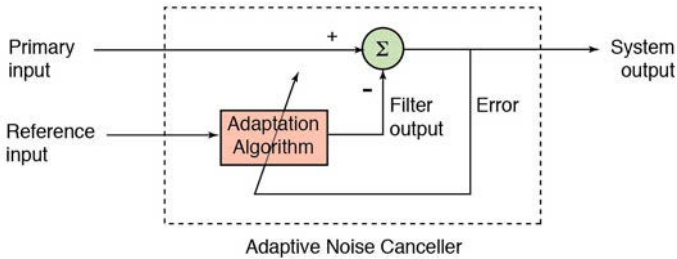 Primary
input
+
Σ
System
output
-
Filter
output
Error
Reference
input
Adaptation
Algorithm
Adaptive Noise Canceller